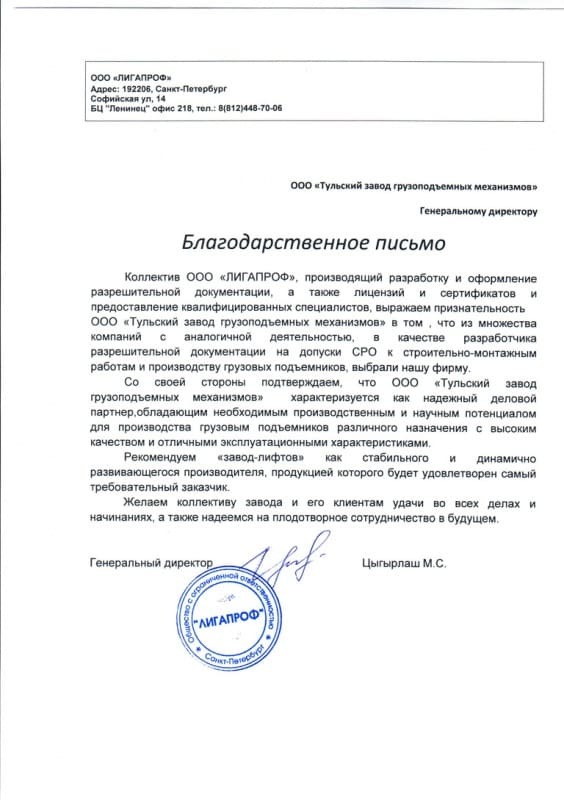 ООО «ЛИГАПРОФ»
Адрес: 192206, Санкт-Петербург
Софийская ул, 14
БЦ "Ленинец" офис 218, тел.: 8(812)448-70-06
ООО «Тульский завод грузоподъемных механизмов»
Генеральному директору
Благодарственное письмо
Коллектив ООО «ЛИГАПРОФ», производящий разработку и оформление
разрешительной документации, а также лицензий и сертификатов и
предоставление квалифицированных специалистов, выражаем признательность
ООО «Тульский завод грузоподъемных механизмов» в том , что из множества
компаний с аналогичной деятельностью, в качестве разработчика
разрешительной документации на допуски СРО к строительно-монтажным
работам и производству грузовых подъемников, выбрали нашу фирму.
Со своей стороны подтверждаем, что ООО «Тульский завод
грузоподъемных механизмов» характеризуется как надежный деловой
партнер,обладающим необходимым производственным и научным потенциалом
для производства грузовым подъемников различного назначения с высоким
качеством и отличными эксплуатационными характеристиками.
Рекомендуем «завод-лифтов» как стабильного и динамично
развивающегося производителя, продукцией которого будет удовлетворен самый
требовательный заказчик.
Желаем коллективу завода и его клиентам удачи во всех делах и
начинаниях, а также надеемся на плодотворное сотрудничество в будущем.
Генеральный директор Цыгырлаш М.С.
Общество с ограниченной ответственностью
"ЛИГАПРОФ"
Санкт-Петербург